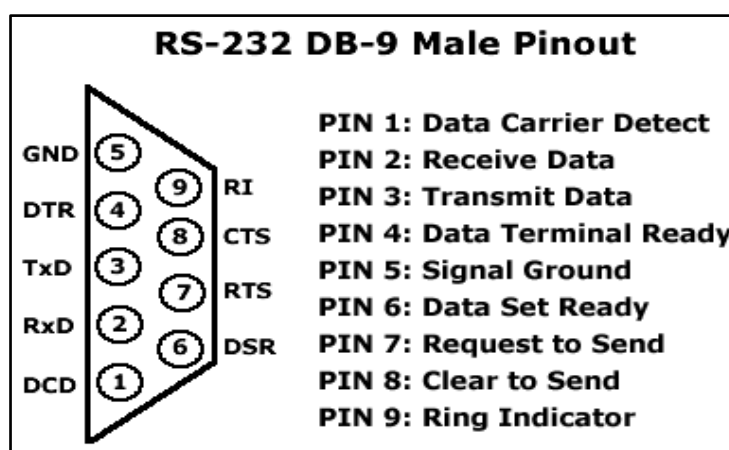 RS-232 DB-9 Male Pinout
GND 5
9 RI
DTR 4
8 CTS
TxD 3
7 RTS
RxD 2
6 DSR
DCD 1
PIN 1: Data Carrier Detect
PIN 2: Receive Data
PIN 3: Transmit Data
PIN 4: Data Terminal Ready
PIN 5: Signal Ground
PIN 6: Data Set Ready
PIN 7: Request to Send
PIN 8: Clear to Send
PIN 9: Ring Indicator